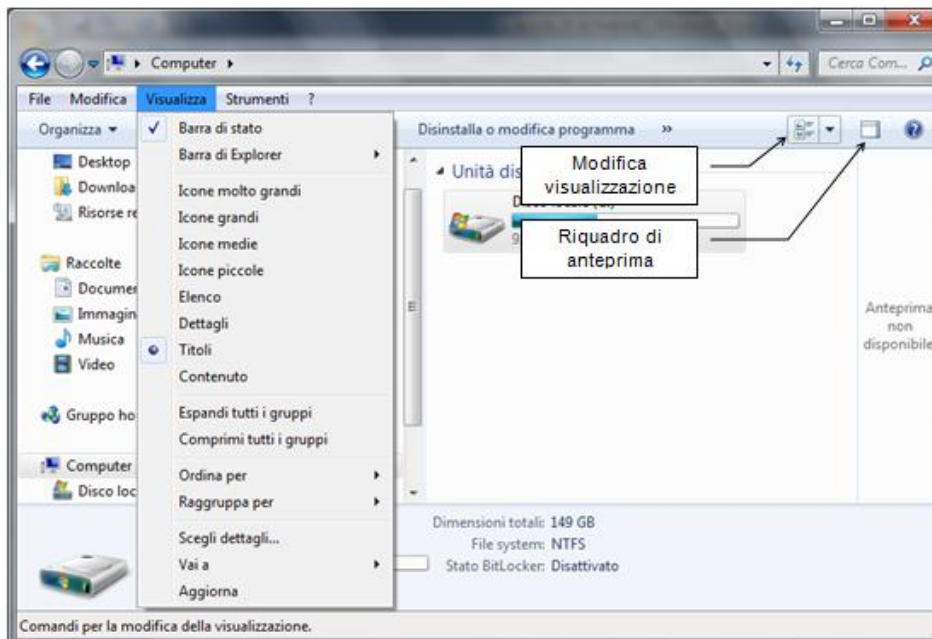 Computer
Cerca Com...
File Modifica Visualizza Strumenti ?
Organizza
Disinstalla o modifica programma »
Barra di stato
Barra di Explorer
Icone molto grandi
Icone grandi
Icone medie
Icone piccole
Elenco
Dettagli
Titoli
Contenuto
Espandi tutti i gruppi
Comprimi tutti i gruppi
Ordina per
Raggruppa per
Scegli dettagli...
Vai a
Aggiorna
Desktop
Downloa
Risorse re
Raccolte
Documen
Immagin
Musica
Video
Gruppo ho
Computer
Disco loc
Unità dis
Modifica
visualizzazione
Riquadro di
anteprima
Anteprima
non
disponibile
Dimensioni totali: 149 GB
File system: NTFS
Stato BitLocker: Disattivato
Comandi per la modifica della visualizzazione.